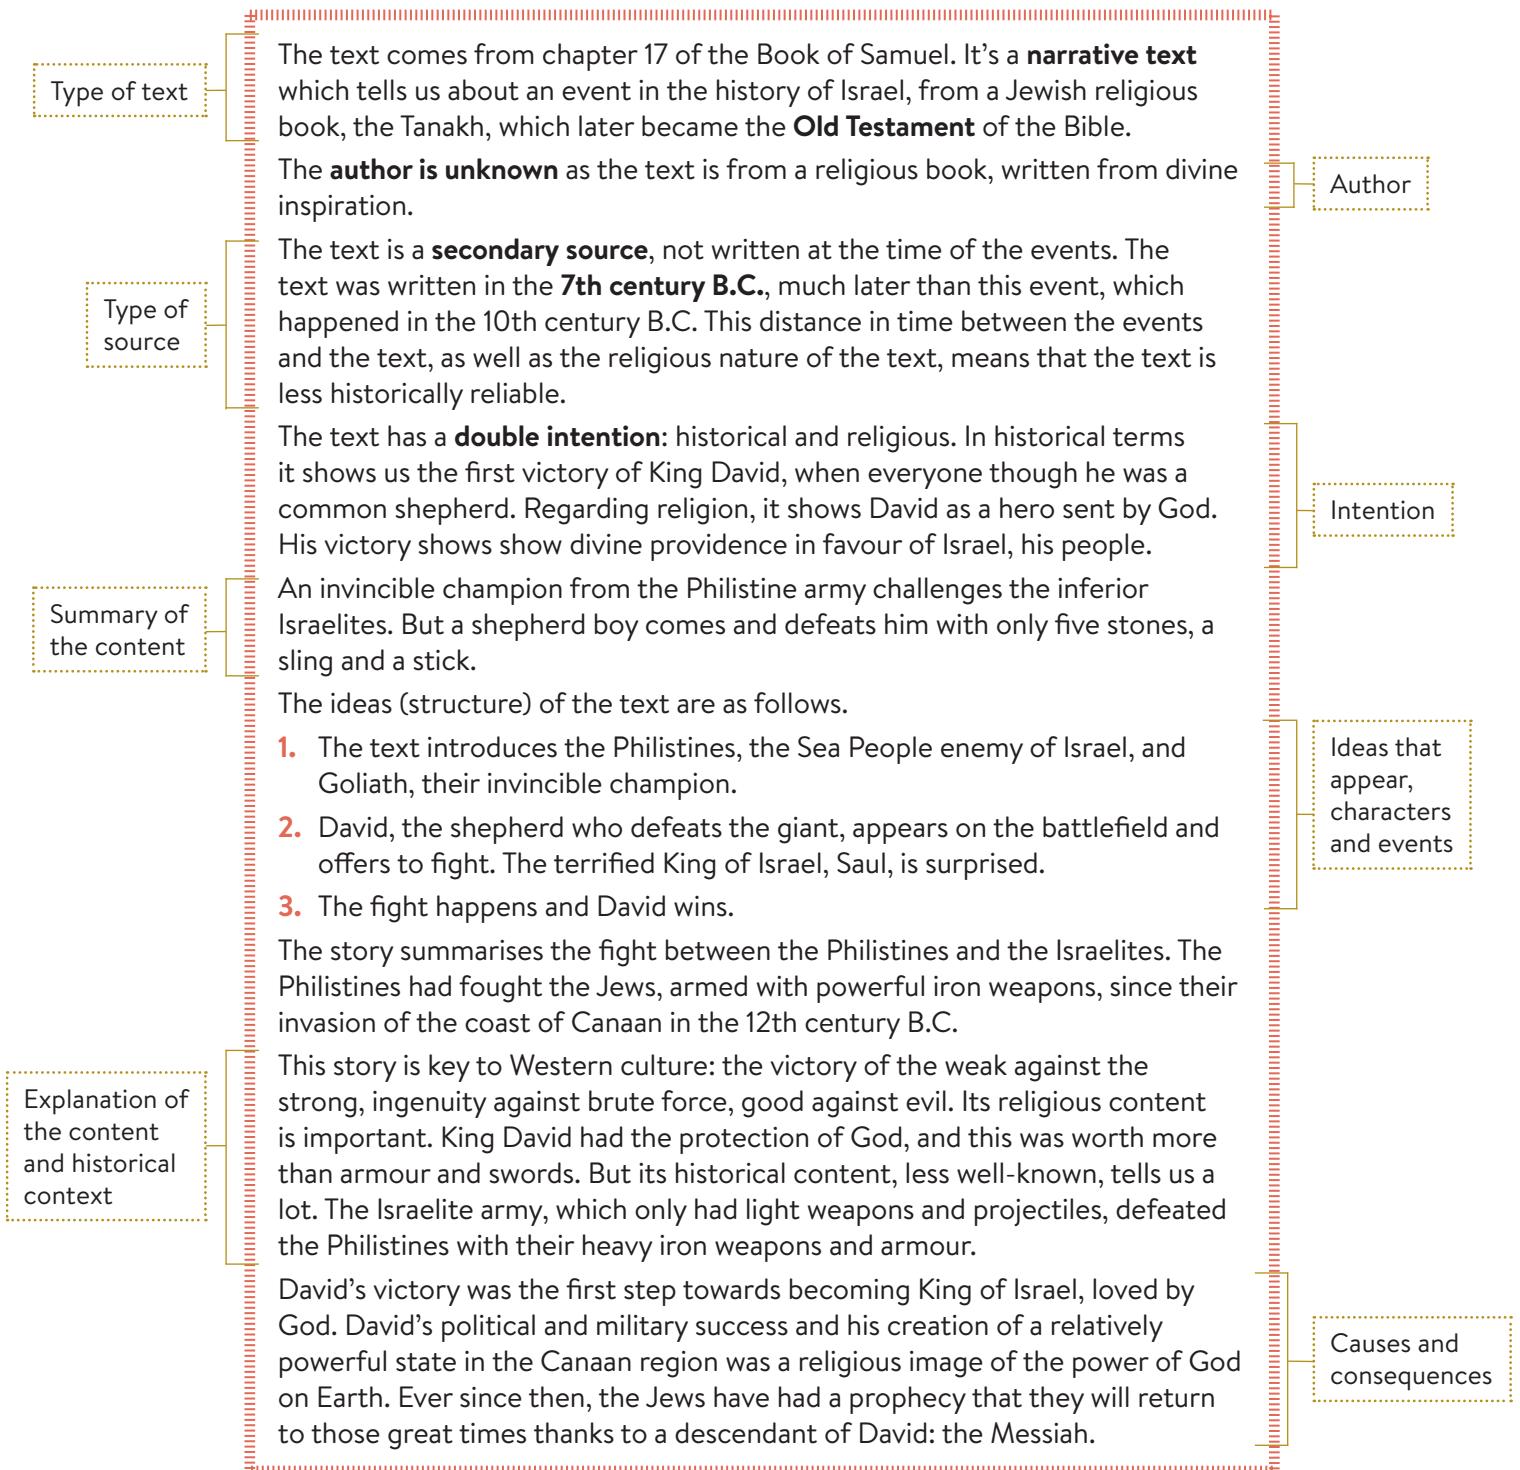 Type of text
The text comes from chapter 17 of the Book of Samuel. It’s a narrative text
which tells us about an event in the history of Israel, from a Jewish religious
book, the Tanakh, which later became the Old Testament of the Bible.
Author
The author is unknown as the text is from a religious book, written from divine
inspiration.
Type of
source
The text is a secondary source, not written at the time of the events. The
text was written in the 7th century B.C., much later than this event, which
happened in the 10th century B.C. This distance in time between the events
and the text, as well as the religious nature of the text, means that the text is
less historically reliable.
Intention
The text has a double intention: historical and religious. In historical terms
it shows us the first victory of King David, when everyone though he was a
common shepherd. Regarding religion, it shows David as a hero sent by God.
His victory shows show divine providence in favour of Israel, his people.
Summary of
the content
An invincible champion from the Philistine army challenges the inferior
Israelites. But a shepherd boy comes and defeats him with only five stones, a
sling and a stick.
The ideas (structure) of the text are as follows.
Ideas that
appear,
characters
and events
1. The text introduces the Philistines, the Sea People enemy of Israel, and
Goliath, their invincible champion.
2. David, the shepherd who defeats the giant, appears on the battlefield and
offers to fight. The terrified King of Israel, Saul, is surprised.
3. The fight happens and David wins.
The story summarises the fight between the Philistines and the Israelites. The
Philistines had fought the Jews, armed with powerful iron weapons, since their
invasion of the coast of Canaan in the 12th century B.C.
Explanation of
the content
and historical
context
This story is key to Western culture: the victory of the weak against the
strong, ingenuity against brute force, good against evil. Its religious content
is important. King David had the protection of God, and this was worth more
than armour and swords. But its historical content, less well-known, tells us a
lot. The Israelite army, which only had light weapons and projectiles, defeated
the Philistines with their heavy iron weapons and armour.
Causes and
consequences
David’s victory was the first step towards becoming King of Israel, loved by
God. David’s political and military success and his creation of a relatively
powerful state in the Canaan region was a religious image of the power of God
on Earth. Ever since then, the Jews have had a prophecy that they will return
to those great times thanks to a descendant of David: the Messiah.